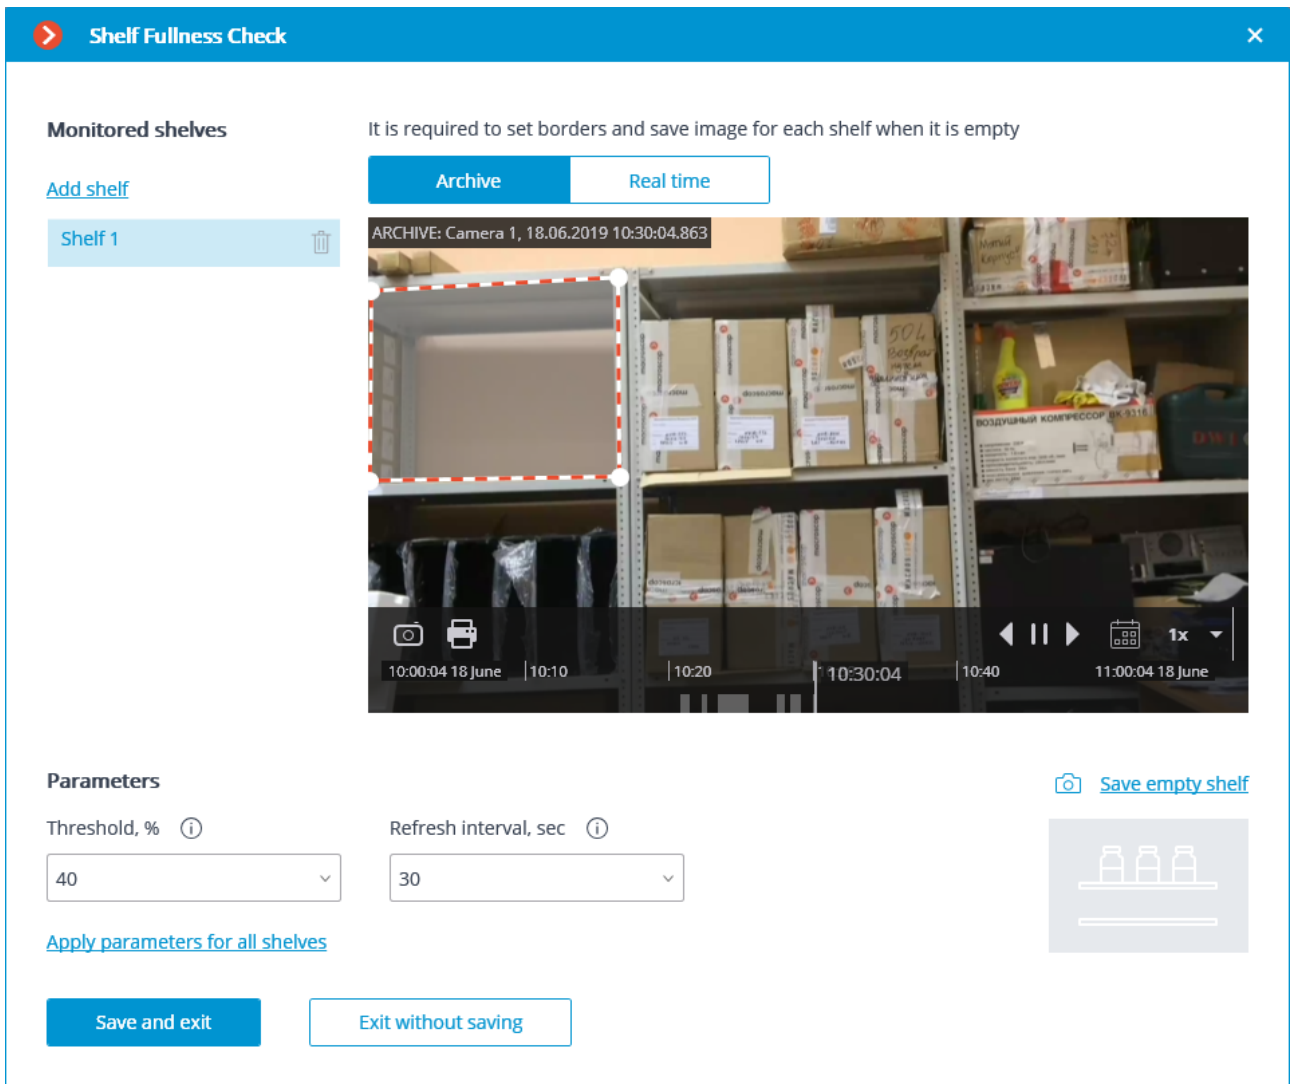 Shelf Fullness Check
Monitored shelves
It is required to set borders and save image for each shelf when it is empty
Add shelf
Archive
Real time
Shelf 1
ARCHIVE: Camera 1, 18.06.2019 10:30:04.863
504
ВОЗДУШНЫЙ КОМПРЕССОР BK-9316
1x
10:00:04 18 June
10:10
10:20
10:30:04
10:40
11:00:04 18 June
Parameters
Save empty shelf
Threshold, %
Refresh interval, sec
40
30
Apply parameters for all shelves
Save and exit
Exit without saving